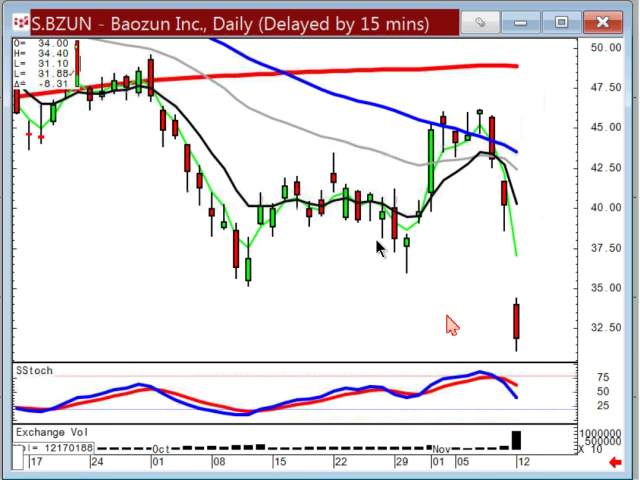 S.BZUN - Baozun Inc., Daily (Delayed by 15 mins)
O= 34.00
H= 34.40
L= 31.10
L= 31.88
Δ= -8.31
50.00
47.50
45.00
42.50
40.00
37.50
35.00
32.50
SStoch
75
50
25
Exchange Vol
Vol= 12170188
1000000
500000
X 10
17
24
Oct
01
08
15
22
29
Nov
01
05
12